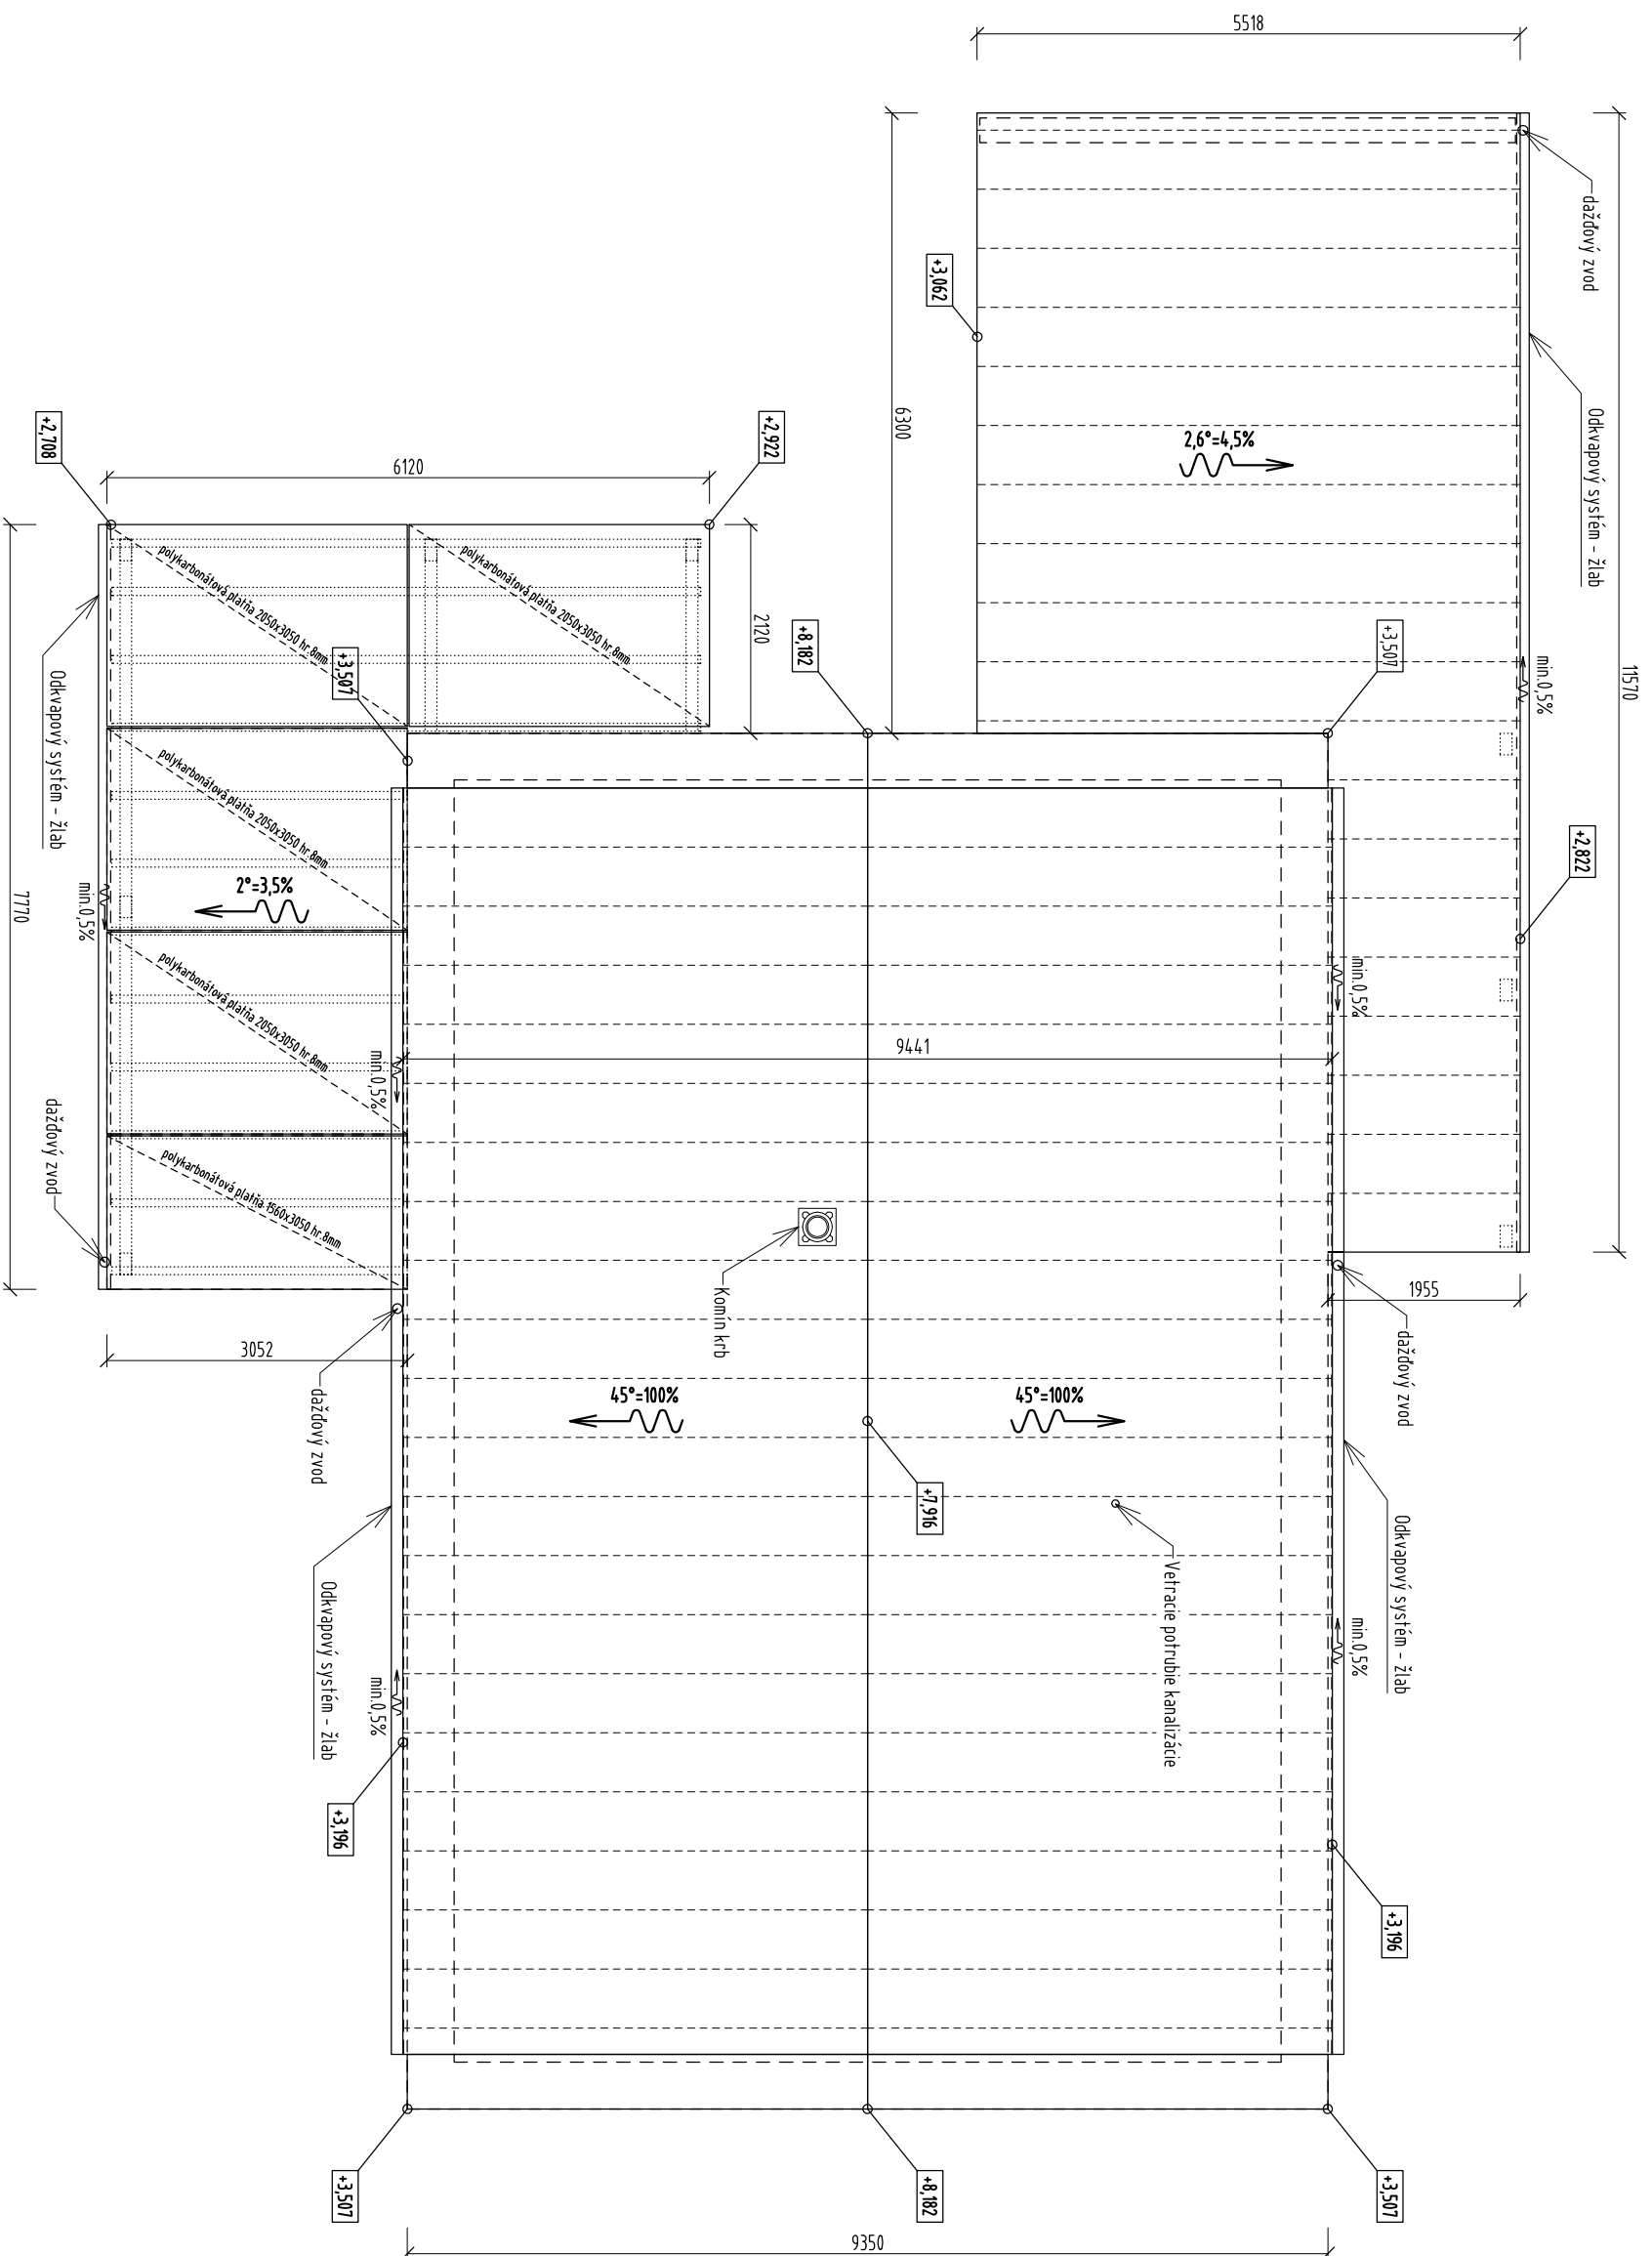 5518
11570
dažďový zvod
Odkvapový systém - žlab
+3,062
6300
2,6°=4,5%
min.0,5%
+3,507
+2,822
+2,708
6120
+2,922
2120
+8,182
polykarbonátová platňa 2050x3050 hr.8mm
polykarbonátová platňa 2050x3050 hr.8mm
+3,507
Odkvapový systém - žlab
polykarbonátová platňa 2050x3050 hr.8mm
2°=3,5%
min.0,5%
7770
polykarbonátová platňa 2050x3050 hr.8mm
min.0,5%
9441
min.0,5%
dažďový zvod
polykarbonátová platňa 1560x3050 hr.8mm
Komín krb
1955
3052
dažďový zvod
dažďový zvod
45°=100%
45°=100%
+7,916
Vetracie potrubie kanalizácie
Odkvapový systém - žlab
Odkvapový systém - žlab
min.0,5%
min.0,5%
+3,196
+3,196
+3,507
+8,182
+3,507
9350